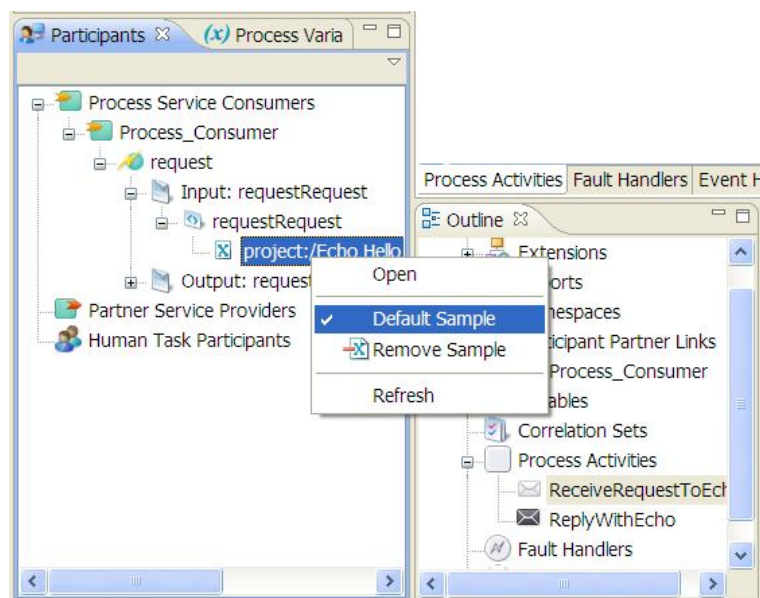 Participants
(x) Process Varia
Process Service Consumers
Process_Consumer
request
Input: requestRequest
requestRequest
project:/Echo Hello
Output: reques
Partner Service Providers
Human Task Participants
Open
Default Sample
Remove Sample
Refresh
Process Activities
Fault Handlers
Event H
Outline
Extensions
orts
nespaces
ticipant Partner Links
Process_Consumer
ables
Correlation Sets
Process Activities
ReceiveRequestToEch
ReplyWithEcho
Fault Handlers